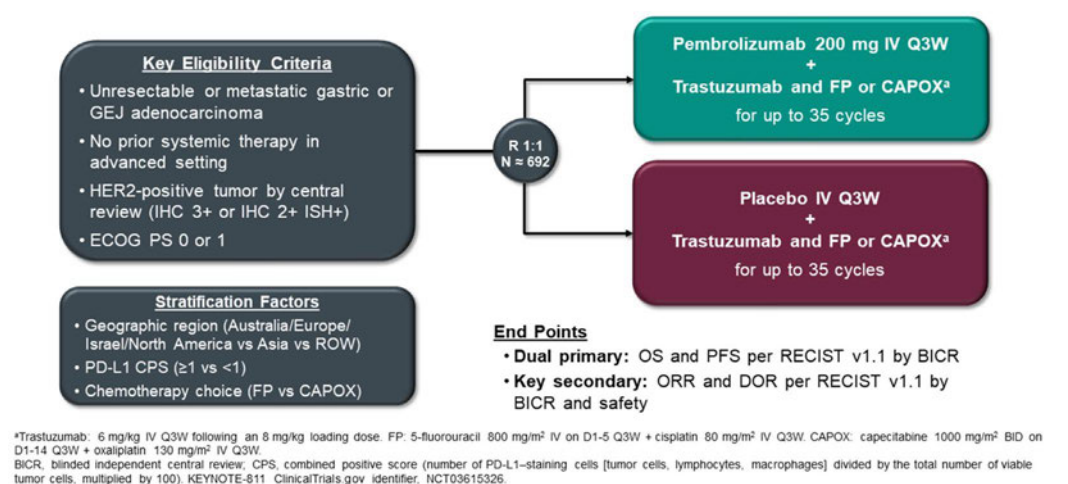 Key Eligibility Criteria
• Unresectable or metastatic gastric or
GEJ adenocarcinoma
• No prior systemic therapy in
advanced setting
• HER2-positive tumor by central
review (IHC 3+ or IHC 2+ ISH+)
• ECOG PS 0 or 1
Stratification Factors
• Geographic region (Australia/Europe/
Israel/North America vs Asia vs ROW)
• PD-L1 CPS (≥1 vs <1)
• Chemotherapy choice (FP vs CAPOX)
R 1:1
N ≈ 692
Pembrolizumab 200 mg IV Q3W
+
Trastuzumab and FP or CAPOXª
for up to 35 cycles
Placebo IV Q3W
+
Trastuzumab and FP or CAPOXª
for up to 35 cycles
End Points
• Dual primary: OS and PFS per RECIST v1.1 by BICR
• Key secondary: ORR and DOR per RECIST v1.1 by
BICR and safety
ªTrastuzumab: 6 mg/kg IV Q3W following an 8 mg/kg loading dose. FP: 5-fluorouracil 800 mg/m² IV on D1-5 Q3W + cisplatin 80 mg/m² IV Q3W. CAPOX: capecitabine 1000 mg/m² BID on
D1-14 Q3W + oxaliplatin 130 mg/m² IV Q3W.
BICR, blinded independent central review; CPS, combined positive score (number of PD-L1–staining cells [tumor cells, lymphocytes, macrophages] divided by the total number of viable
tumor cells, multiplied by 100). KEYNOTE-811 ClinicalTrials.gov identifier, NCT03615326.